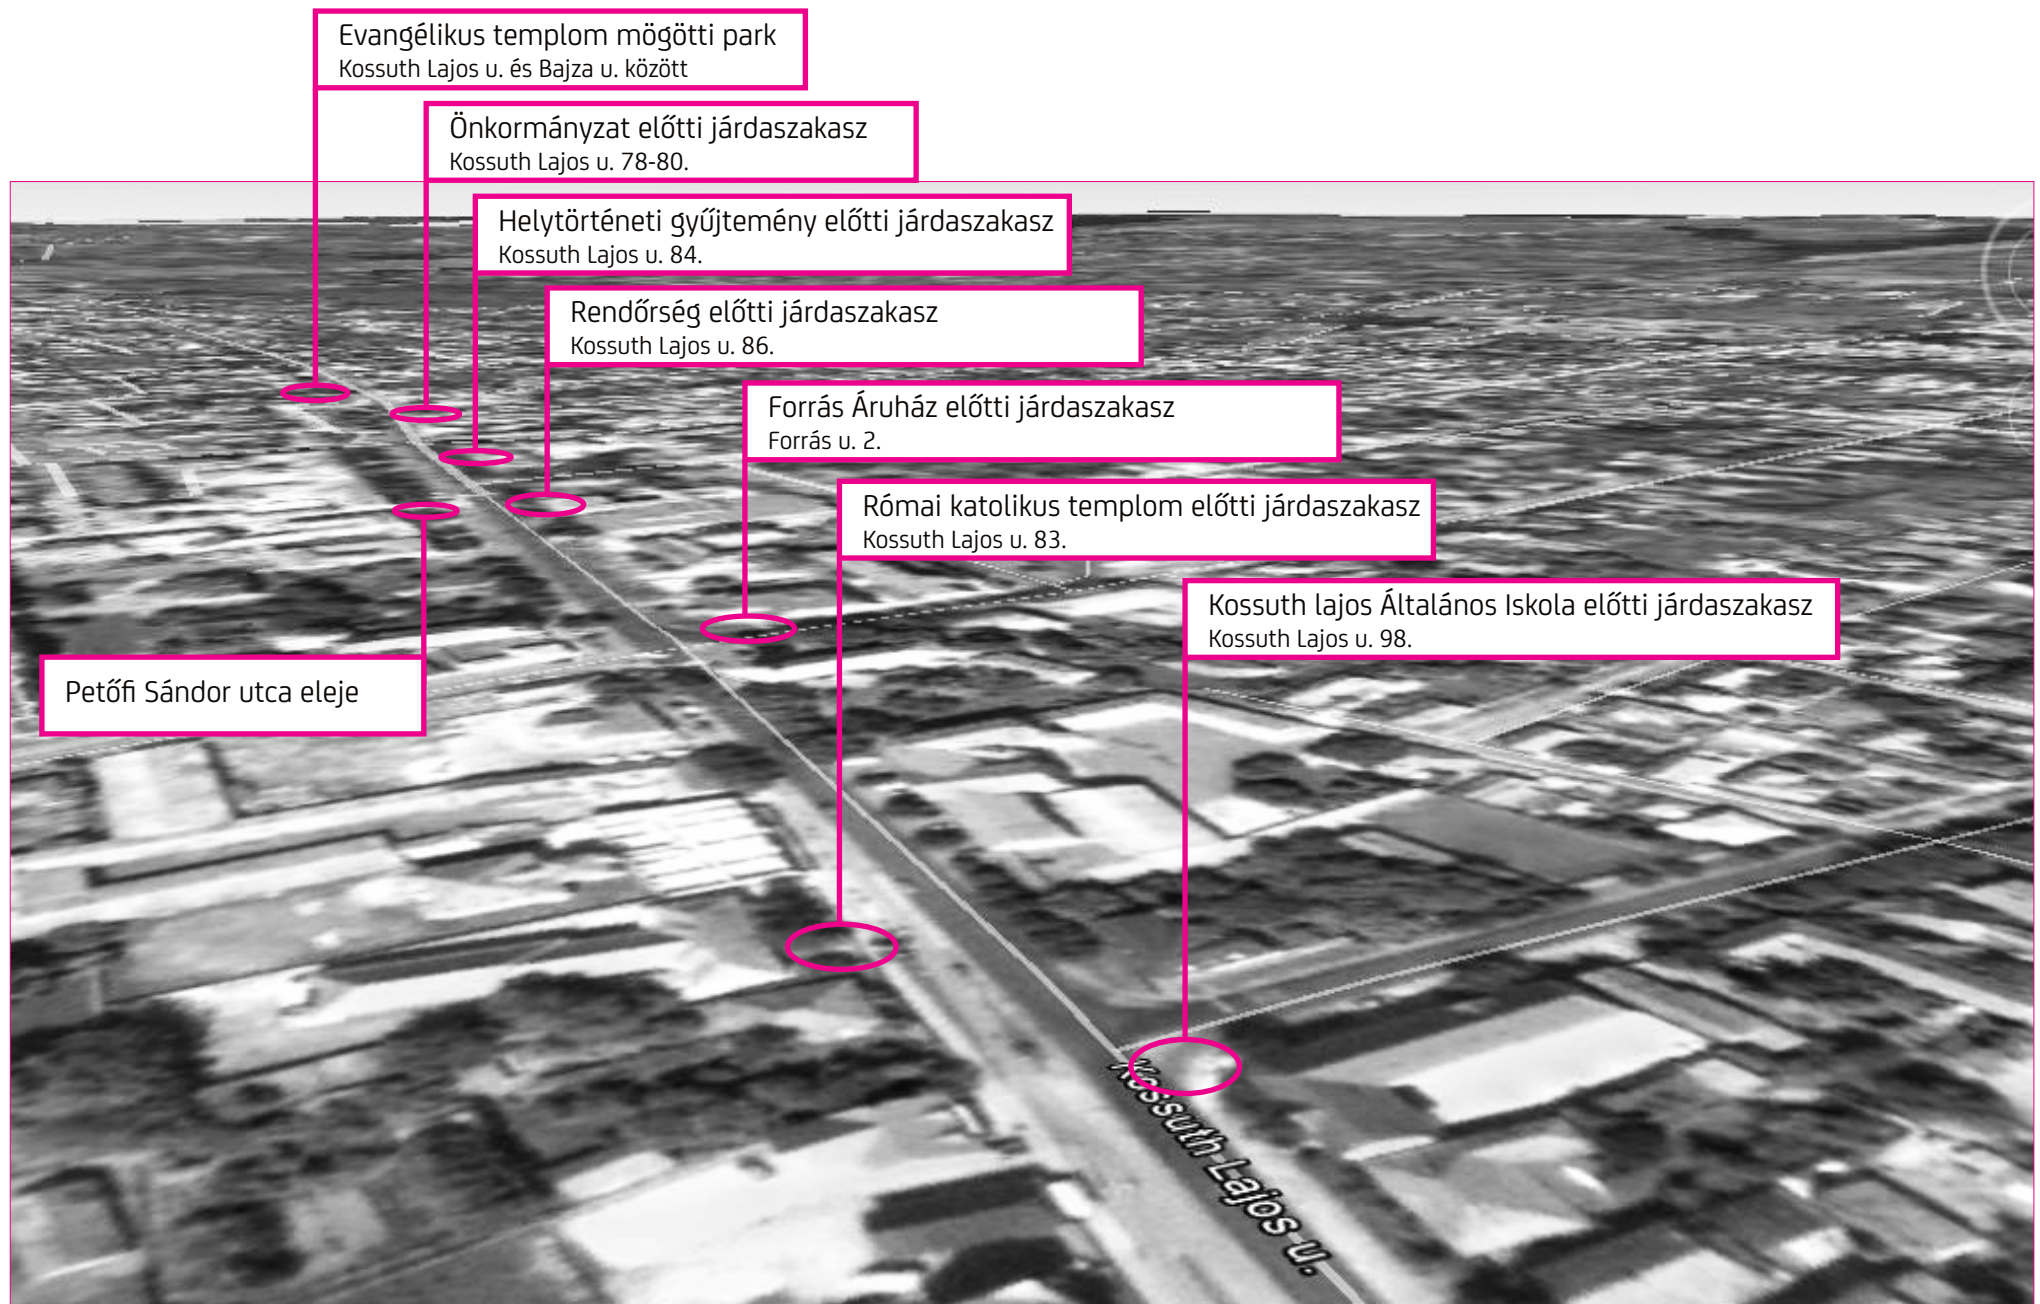 Evangélikus templom mögötti park
Kossuth Lajos u. és Bajza u. között
Önkormányzat előtti járdaszakasz
Kossuth Lajos u. 78-80.
Helytörténeti gyűjtemény előtti járdaszakasz
Kossuth Lajos u. 84.
Rendőrség előtti járdaszakasz
Kossuth Lajos u. 86.
Forrás Áruház előtti járdaszakasz
Forrás u. 2.
Római katolikus templom előtti járdaszakasz
Kossuth Lajos u. 83.
Kossuth lajos Általános Iskola előtti járdaszakasz
Kossuth Lajos u. 98.
Petőfi Sándor utca eleje
Kossuth Lajos u.